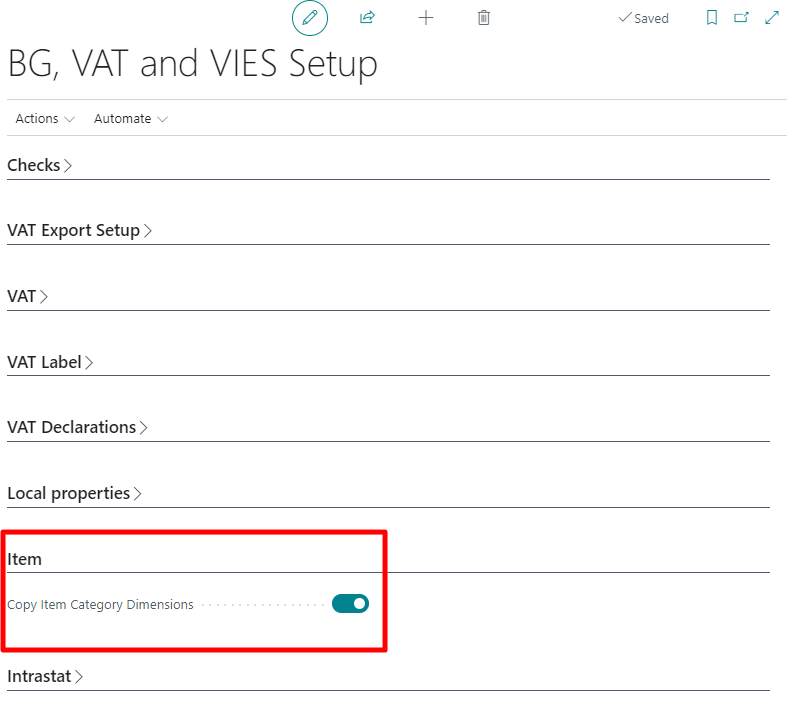 Saved
BG, VAT and VIES Setup
Actions Automate
Checks
VAT Export Setup
VAT
VAT Label
VAT Declarations
Local properties
Item
Copy Item Category Dimensions
Intrastat